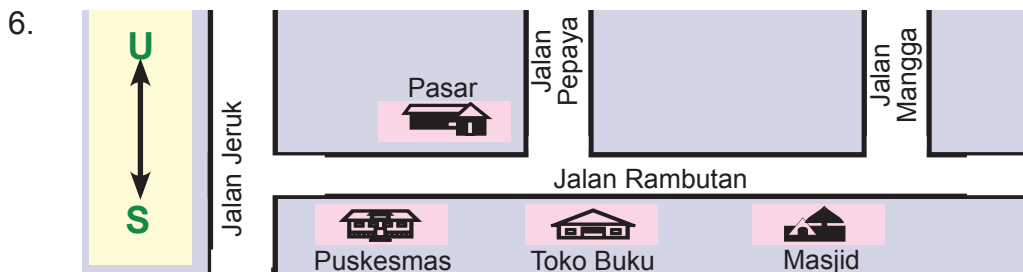 6.
U
S
Jalan Jeruk
Pasar
Jalan
Pepaya
Jalan
Mangga
Jalan Rambutan
Puskesmas
Toko Buku
Masjid